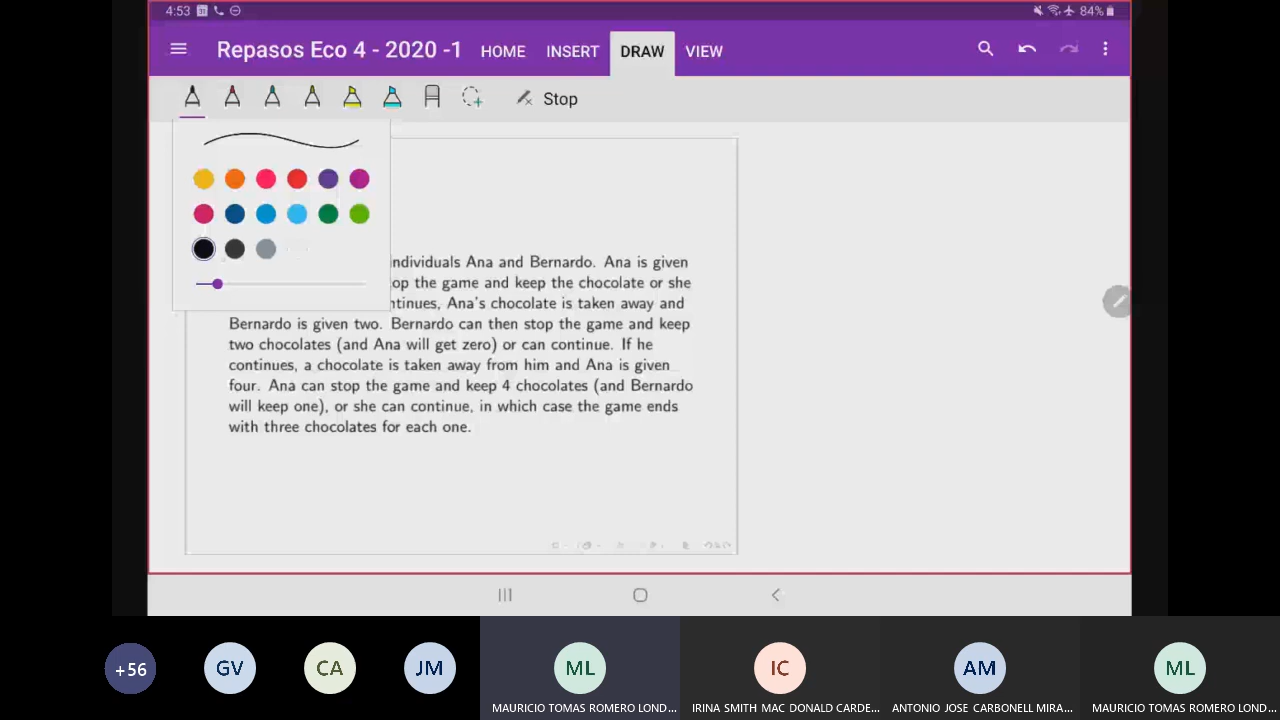 4:53
84%
Repasos Eco 4 - 2020 -1 HOME INSERT DRAW VIEW
Stop
individuals Ana and Bernardo. Ana is given
op the game and keep the chocolate or she
ntinues, Ana's chocolate is taken away and
Bernardo is given two. Bernardo can then stop the game and keep
two chocolates (and Ana will get zero) or can continue. If he
continues, a chocolate is taken away from him and Ana is given
four. Ana can stop the game and keep 4 chocolates (and Bernardo
will keep one), or she can continue, in which case the game ends
with three chocolates for each one.
+56 GV CA JM ML IC AM ML
MAURICIO TOMAS ROMERO LOND... IRINA SMITH MAC DONALD CARDE... ANTONIO JOSE CARBONELL MIRA... MAURICIO TOMAS ROMERO LOND...